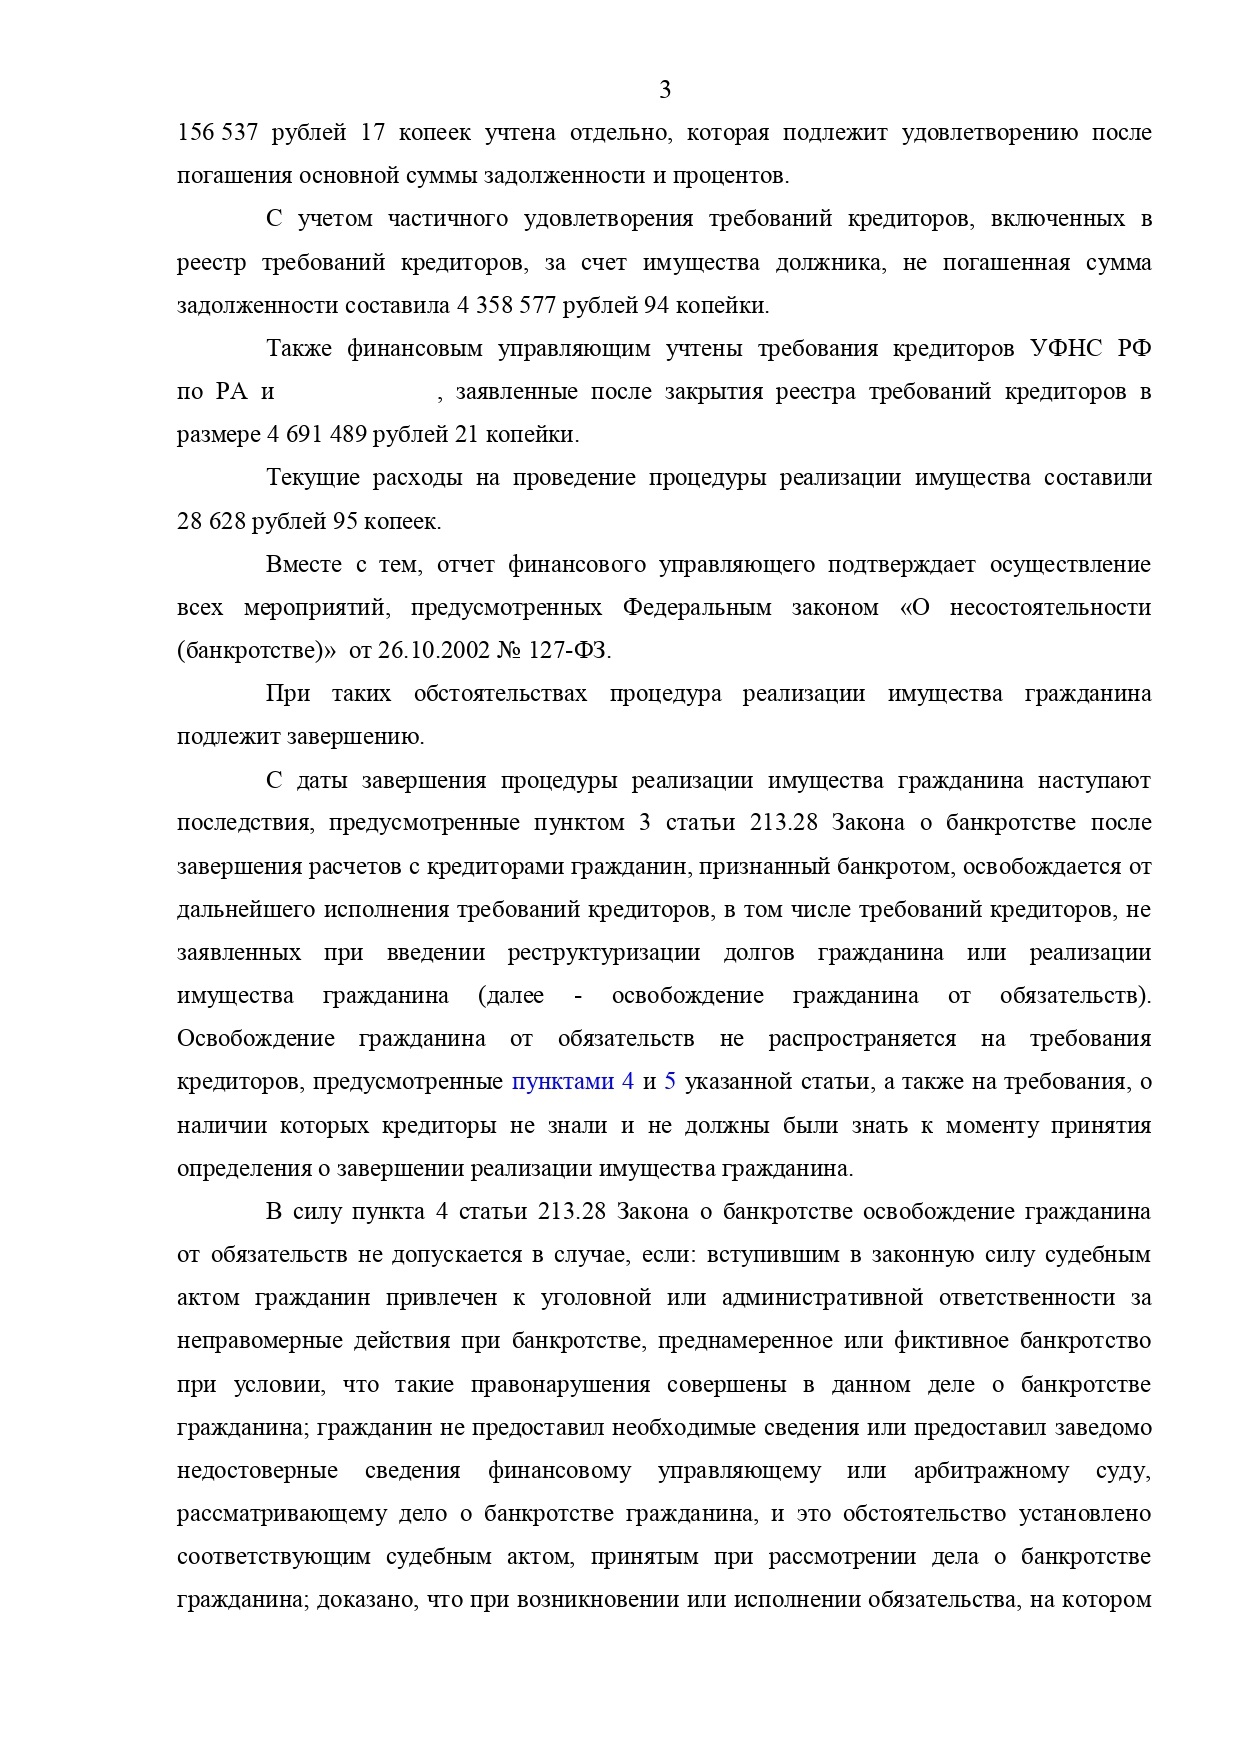 3
156 537 рублей 17 копеек учтена отдельно, которая подлежит удовлетворению после
погашения основной суммы задолженности и процентов.
С учетом частичного удовлетворения требований кредиторов, включенных в
реестр требований кредиторов, за счет имущества должника, не погашенная сумма
задолженности составила 4 358 577 рублей 94 копейки.
Также финансовым управляющим учтены требования кредиторов УФНС РФ
по РА и , заявленные после закрытия реестра требований кредиторов в
размере 4 691 489 рублей 21 копейки.
Текущие расходы на проведение процедуры реализации имущества составили
28 628 рублей 95 копеек.
Вместе с тем, отчет финансового управляющего подтверждает осуществление
всех мероприятий, предусмотренных Федеральным законом «О несостоятельности
(банкротстве)» от 26.10.2002 № 127-ФЗ.
При таких обстоятельствах процедура реализации имущества гражданина
подлежит завершению.
С даты завершения процедуры реализации имущества гражданина наступают
последствия, предусмотренные пунктом 3 статьи 213.28 Закона о банкротстве после
завершения расчетов с кредиторами гражданин, признанный банкротом, освобождается от
дальнейшего исполнения требований кредиторов, в том числе требований кредиторов, не
заявленных при введении реструктуризации долгов гражданина или реализации
имущества гражданина (далее - освобождение гражданина от обязательств).
Освобождение гражданина от обязательств не распространяется на требования
кредиторов, предусмотренные пунктами 4 и 5 указанной статьи, а также на требования, о
наличии которых кредиторы не знали и не должны были знать к моменту принятия
определения о завершении реализации имущества гражданина.
В силу пункта 4 статьи 213.28 Закона о банкротстве освобождение гражданина
от обязательств не допускается в случае, если: вступившим в законную силу судебным
актом гражданин привлечен к уголовной или административной ответственности за
неправомерные действия при банкротстве, преднамеренное или фиктивное банкротство
при условии, что такие правонарушения совершены в данном деле о банкротстве
гражданина; гражданин не предоставил необходимые сведения или предоставил заведомо
недостоверные сведения финансовому управляющему или арбитражному суду,
рассматривающему дело о банкротстве гражданина, и это обстоятельство установлено
соответствующим судебным актом, принятым при рассмотрении дела о банкротстве
гражданина; доказано, что при возникновении или исполнении обязательства, на котором